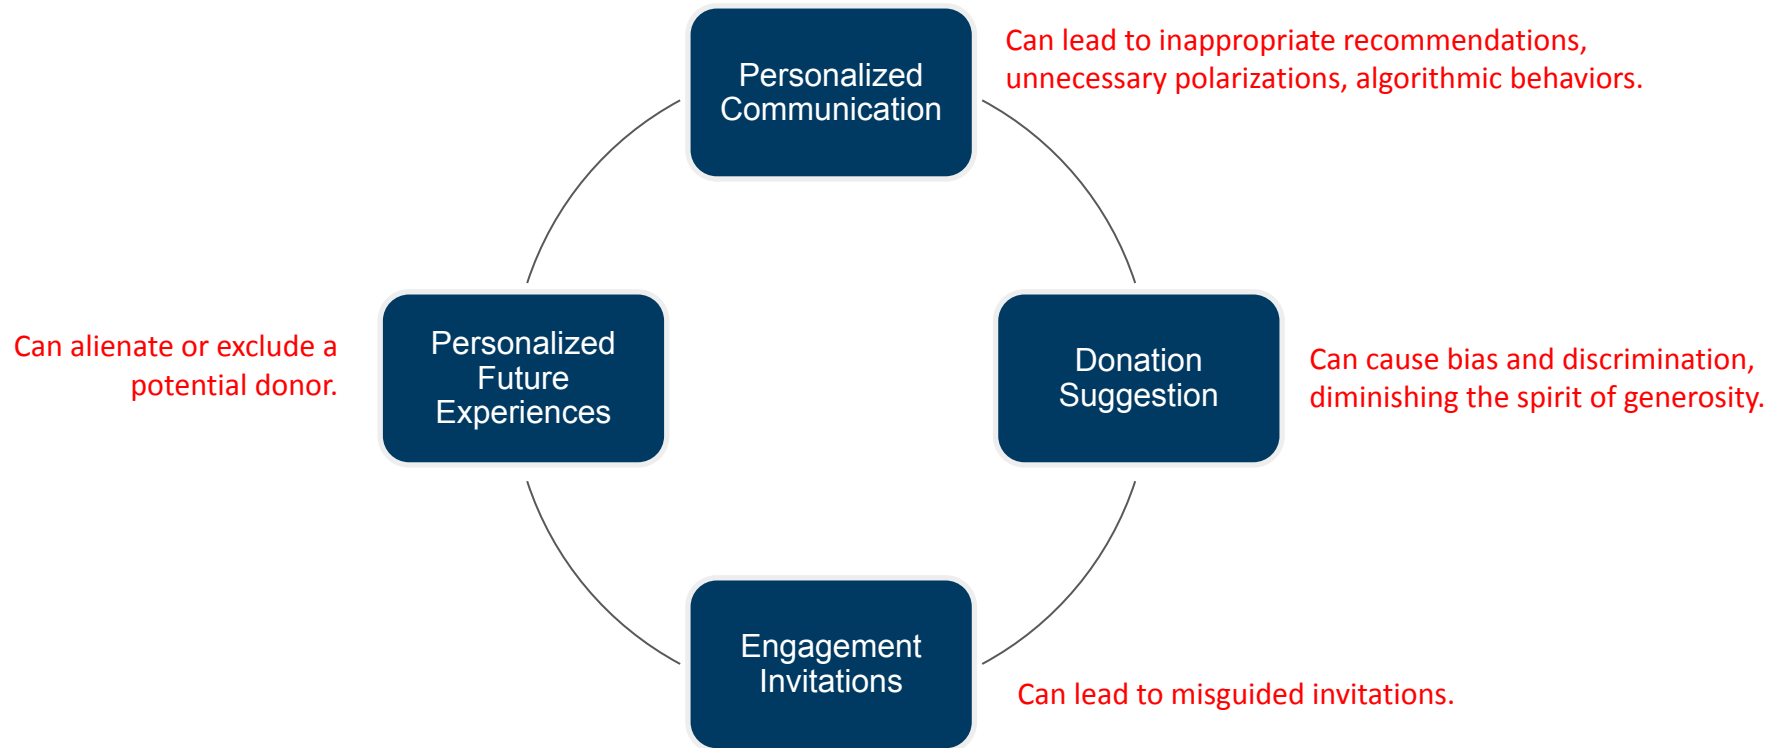 Personalized
Communication
Can lead to inappropriate recommendations,
unnecessary polarizations, algorithmic behaviors.
Donation
Suggestion
Can cause bias and discrimination,
diminishing the spirit of generosity.
Engagement
Invitations
Can lead to misguided invitations.
Personalized
Future
Experiences
Can alienate or exclude a
potential donor.